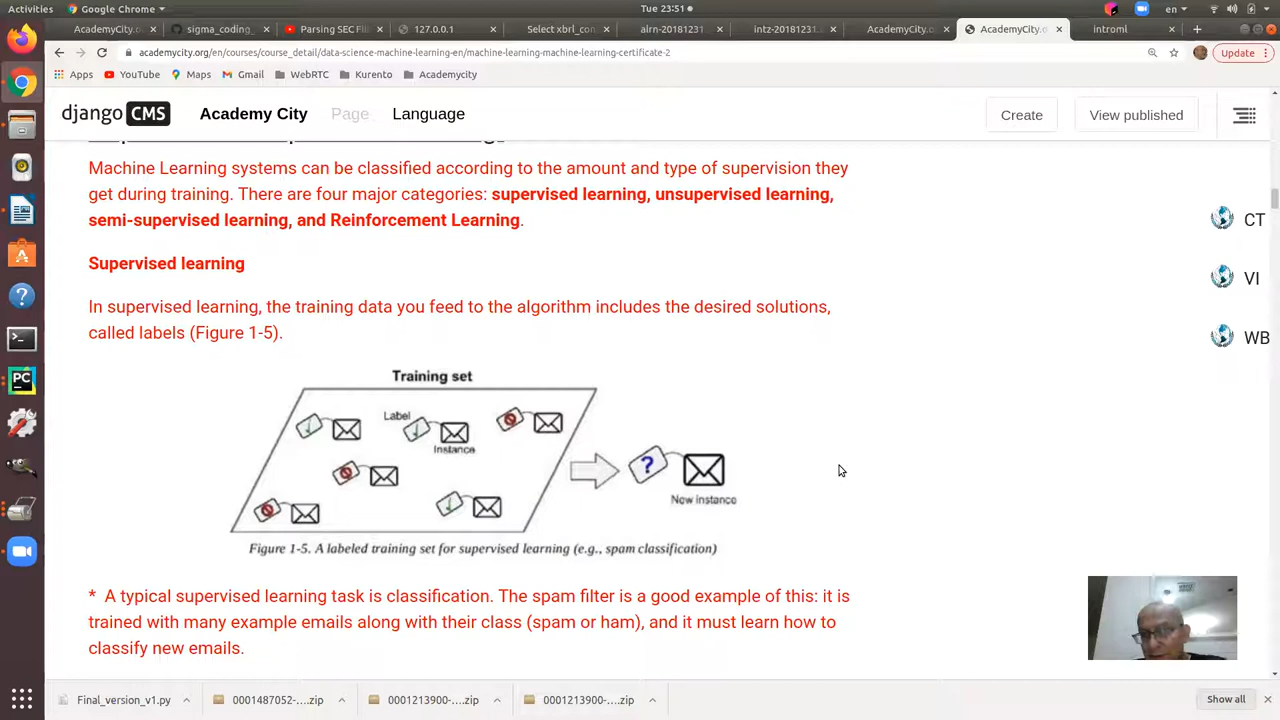 Activities Google Chrome Tue 23:51 en
AcademyCity.or sigma_coding_ Parsing SEC Fili 127.0.0.1 Select xbrl_con alrn-20181231 intz-20181231.x AcademyCity.or AcademyCity.or introml
academycity.org/en/courses/course_detail/data-science-machine-learning-en/machine-learning-machine-learning-certificate-2 Update
Apps YouTube Maps Gmail WebRTC Kurento Academycity
django CMS Academy City Page Language Create View published
Machine Learning systems can be classified according to the amount and type of supervision they
get during training. There are four major categories: supervised learning, unsupervised learning,
semi-supervised learning, and Reinforcement Learning.
CT
Supervised learning
VI
In supervised learning, the training data you feed to the algorithm includes the desired solutions,
called labels (Figure 1-5).
WB
Training set
Label
Instance
?
New instance
Figure 1-5. A labeled training set for supervised learning (e.g., spam classification)
* A typical supervised learning task is classification. The spam filter is a good example of this: it is
trained with many example emails along with their class (spam or ham), and it must learn how to
classify new emails.
Final_version_v1.py 0001487052-....zip 0001213900-....zip 0001213900-....zip Show all